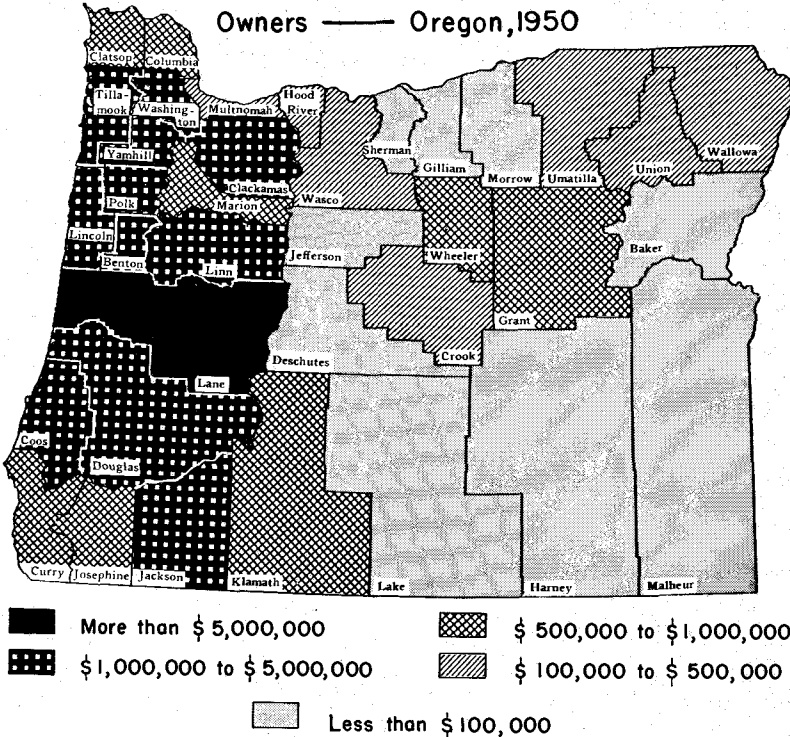 Owners — Oregon, 1950
Clatsop
Columbia
Tilla-
mook
Washing-
ton
Multnomah
Hood
River
Sherman
Gilliam
Morrow
Umatilla
Union
Wallowa
Yamhill
Clackamas
Marion
Wasco
Polk
Lincoln
Benton
Linn
Jefferson
Wheeler
Grant
Baker
Lane
Deschutes
Crook
Coos
Douglas
Curry
Josephine
Jackson
Klamath
Lake
Harney
Malheur
More than $5,000,000
$500,000 to $1,000,000
$1,000,000 to $5,000,000
$100,000 to $500,000
Less than $100,000